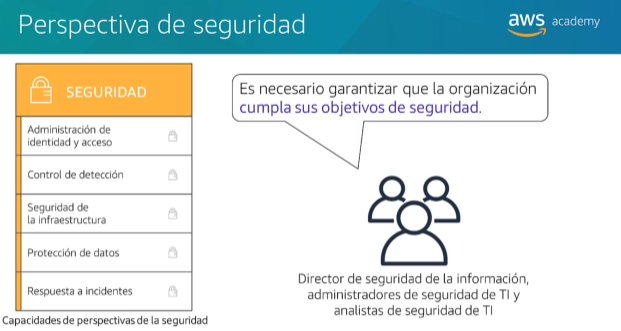 Perspectiva de seguridad
aws academy
SEGURIDAD
Administración de
identidad y acceso
Control de detección
Seguridad de
la infraestructura
Protección de datos
Respuesta a incidentes
Capacidades de perspectivas de la seguridad
Es necesario garantizar que la organización
cumpla sus objetivos de seguridad.
Director de seguridad de la información,
administradores de seguridad de TI y
analistas de seguridad de TI